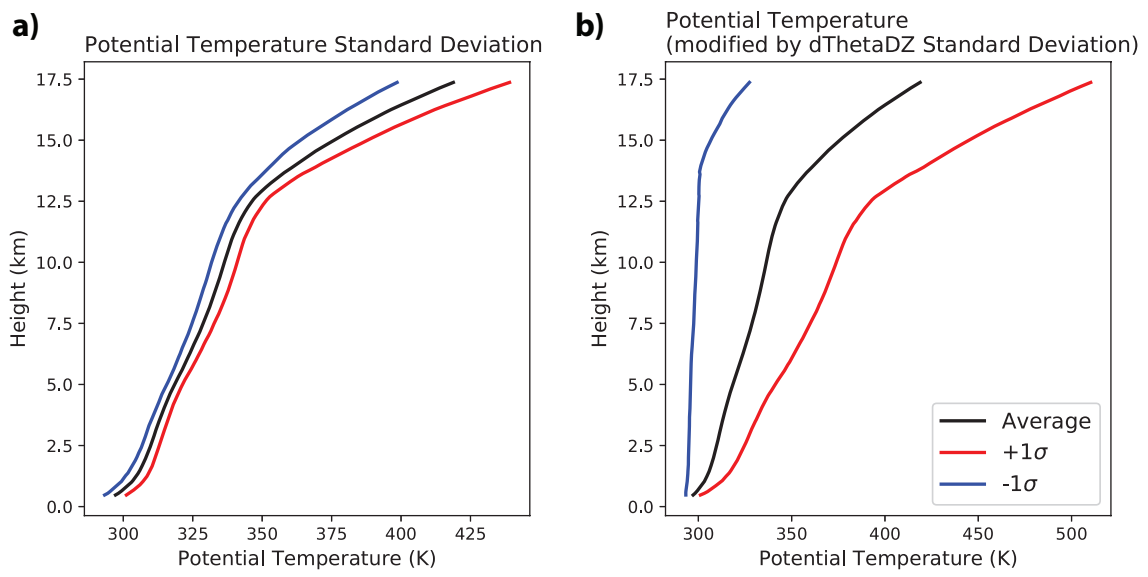 a)
Potential Temperature Standard Deviation
17.5
15.0
12.5
10.0
7.5
5.0
2.5
0.0
Height (km)
300 325 350 375 400 425
Potential Temperature (K)
b)
Potential Temperature
(modified by dThetaDZ Standard Deviation)
17.5
15.0
12.5
10.0
7.5
5.0
2.5
0.0
Height (km)
300 350 400 450 500
Potential Temperature (K)
Average
+1σ
-1σ